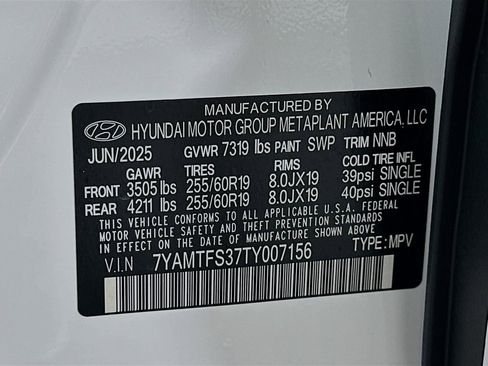 MANUFACTURED BY
HYUNDAI MOTOR GROUP METAPLANT AMERICA, LLC
JUN/2025 GVWR 7319 lbs PAINT SWP TRIM NNB
GAWR TIRES RIMS COLD TIRE INFL
FRONT 3505 lbs 255/60R19 8.0JX19 39psi SINGLE
REAR 4211 lbs 255/60R19 8.0JX19 40psi SINGLE
THIS VEHICLE CONFORMS TO ALL APPLICABLE U.S.A. FEDERAL
MOTOR VEHICLE SAFETY, BUMPER, AND THEFT PREVENTION
STANDARDS IN EFFECT ON THE DATE OF MANUFACTURE SHOWN ABOVE.
V.I.N 7YAMTFS37TY007156 TYPE: MPV